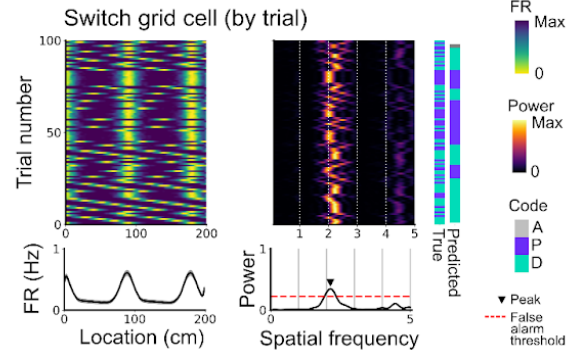 Switch grid cell (by trial)
FR
Max
0
Power
Max
0
Code
A
P
D
Trial number
100
50
0
0
200
1 2 3 4 5
True
Predicted
FR (Hz)
1
0
0
200
Location (cm)
Power
1
0
0
5
Spatial frequency
Peak
False
alarm
threshold